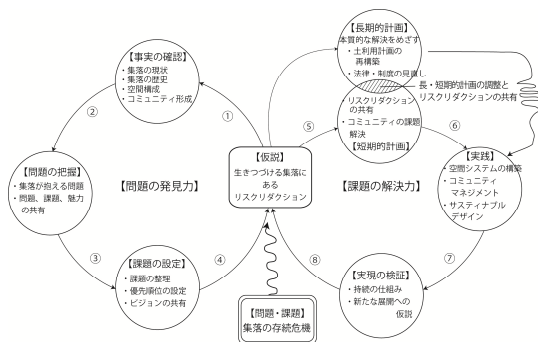 【長期的計画】
本質的な解決をめざす
・土利用計画の
再構築
・法律・制度の見直し
長・短期的計画の調整と
リスクリダクションの共有
・リスクリダクション
の共有
・コミュニティの課題
解決
【短期的計画】
【事実の確認】
・集落の現状
・集落の歴史
・空間構成
・コミュニティ形成
②
①
⑤
⑥
【問題の把握】
・集落が抱える問題
・問題、課題、魅力
の共有
【問題の発見力】
【仮説】
生きつづける集落に
ある
リスクリダクション
【課題の解決力】
【実践】
・空間システムの構築
・コミュニティ
マネジメント
・サスティナブル
デザイン
③
④
⑧
⑦
【課題の設定】
・課題の整理
・優先順位の設定
・ビジョンの共有
【問題・課題】
集落の存続危機
【実現の検証】
・持続の仕組み
・新たな展開への
仮説